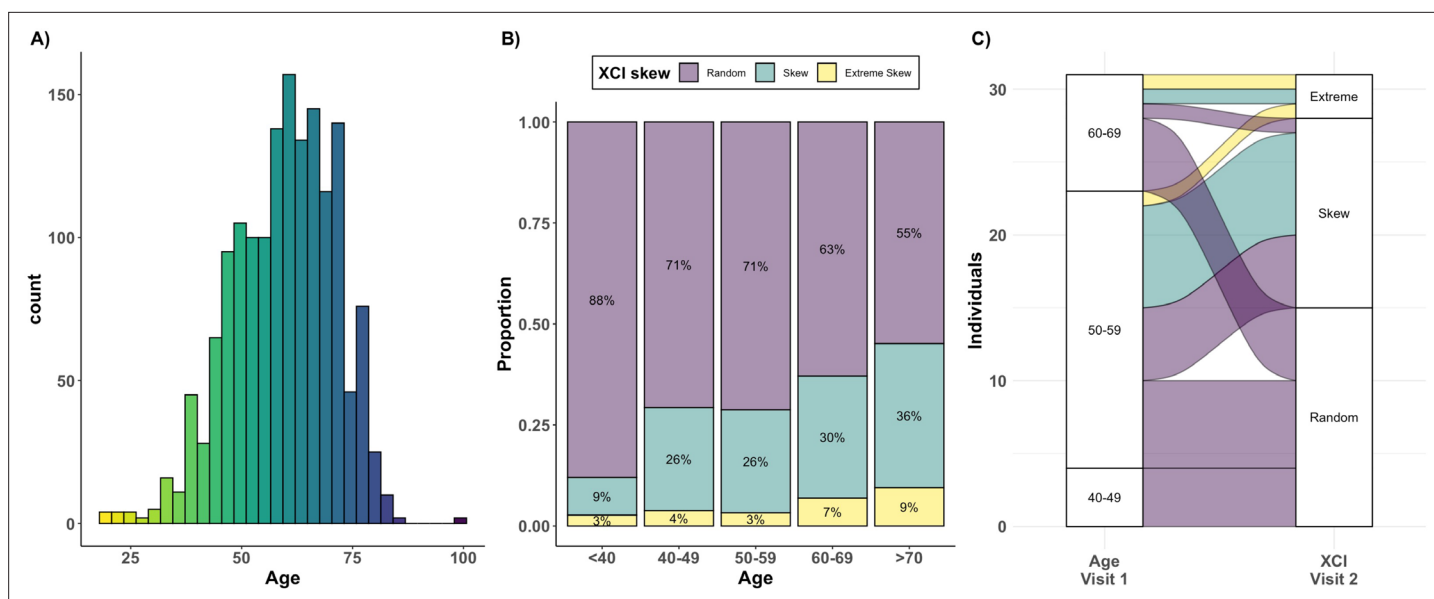 A)
150
100
50
0
count
25 50 75 100
Age
B)
XCI skew Random Skew Extreme Skew
1.00
0.75
0.50
0.25
0.00
Proportion
88% 71% 71% 63% 55%
9% 26% 26% 30% 36%
3% 4% 3% 7% 9%
<40 40-49 50-59 60-69 >70
Age
C)
30
20
10
0
Individuals
60-69
50-59
40-49
Extreme
Skew
Random
Age
Visit 1
XCI
Visit 2